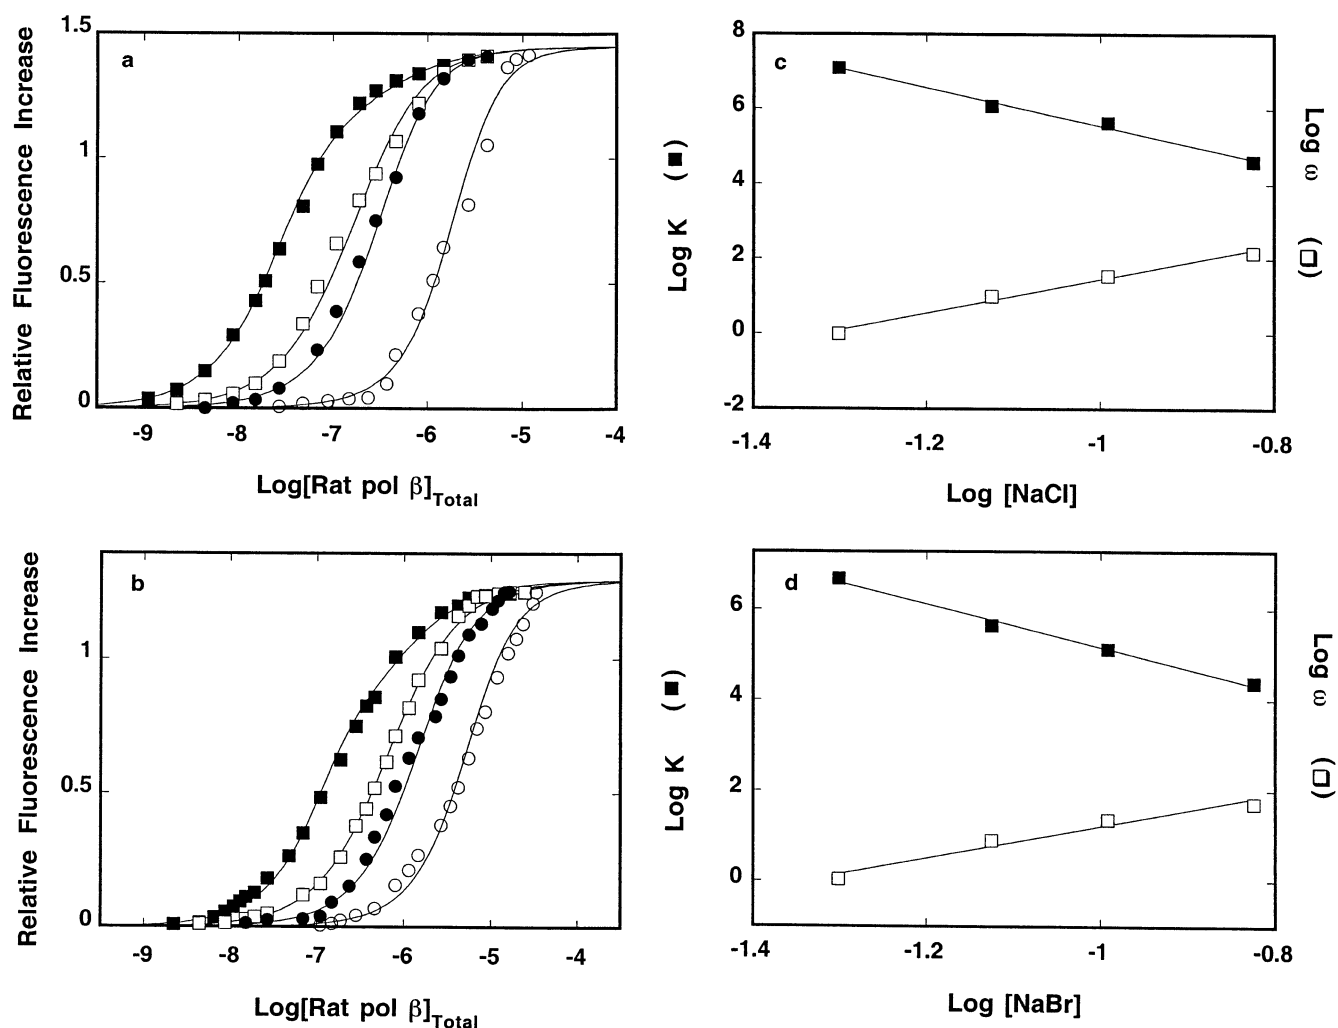 a
Relative Fluorescence Increase
1.5
1
0.5
0
-9 -8 -7 -6 -5 -4
Log[Rat pol β]Total
c
Log K (■)
8
6
4
2
0
-2
-1.4 -1.2 -1 -0.8
Log [NaCl]
Log ω (□)
b
Relative Fluorescence Increase
1
0.5
0
-9 -8 -7 -6 -5 -4
Log[Rat pol β]Total
d
Log K (■)
6
4
2
0
-1.4 -1.2 -1 -0.8
Log [NaBr]
Log ω (□)